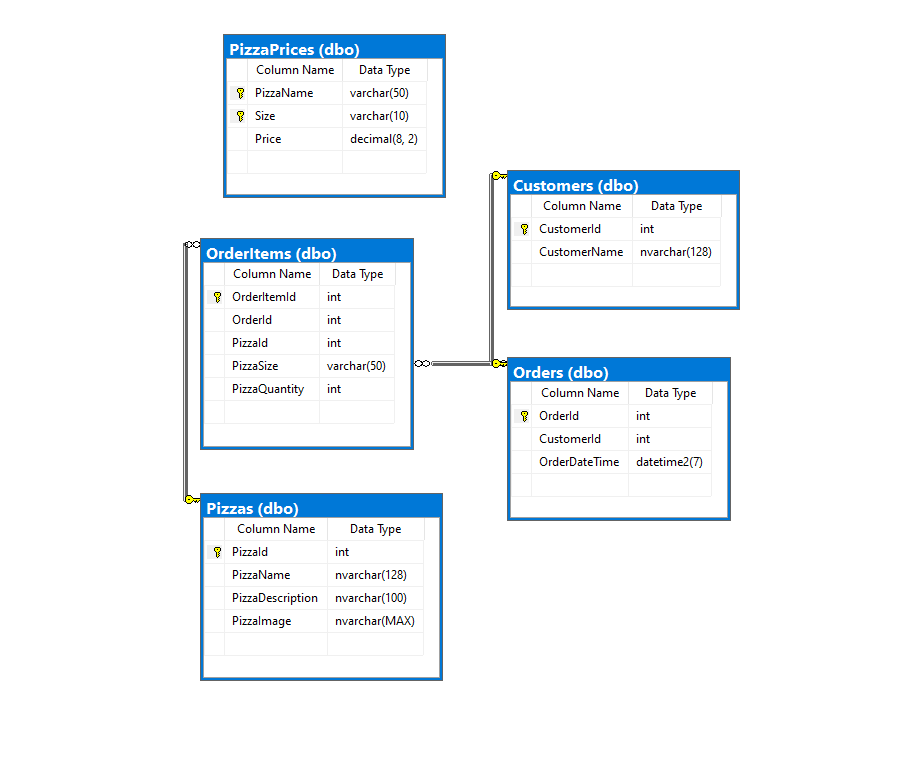 PizzaPrices (dbo)
Column Name Data Type
PizzaName varchar(50)
Size varchar(10)
Price decimal(8, 2)
Customers (dbo)
Column Name Data Type
CustomerId int
CustomerName nvarchar(128)
OrderItems (dbo)
Column Name Data Type
OrderItemId int
OrderId int
PizzaId int
PizzaSize varchar(50)
PizzaQuantity int
Orders (dbo)
Column Name Data Type
OrderId int
CustomerId int
OrderDateTime datetime2(7)
Pizzas (dbo)
Column Name Data Type
PizzaId int
PizzaName nvarchar(128)
PizzaDescription nvarchar(100)
PizzaImage nvarchar(MAX)